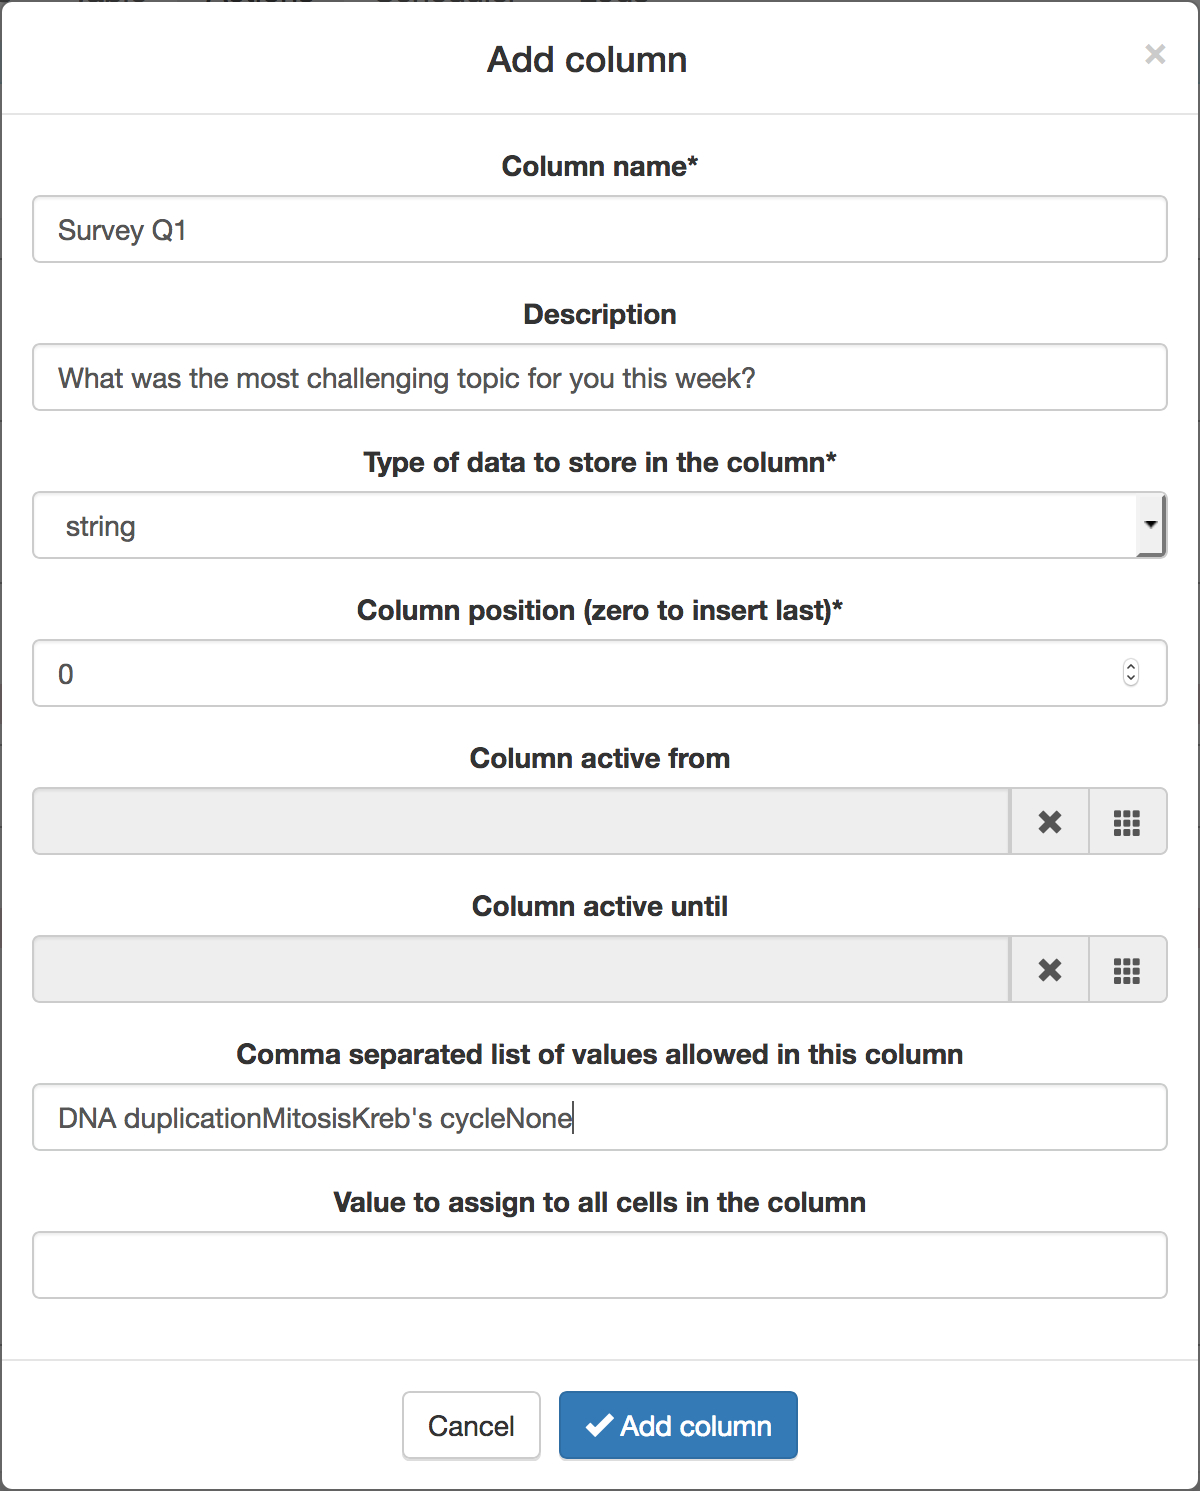 Add column
×
Column name*
Survey Q1
Description
What was the most challenging topic for you this week?
Type of data to store in the column*
string
Column position (zero to insert last)*
0
Column active from
Column active until
Comma separated list of values allowed in this column
DNA duplicationMitosisKreb's cycleNone
Value to assign to all cells in the column
Cancel
Add column